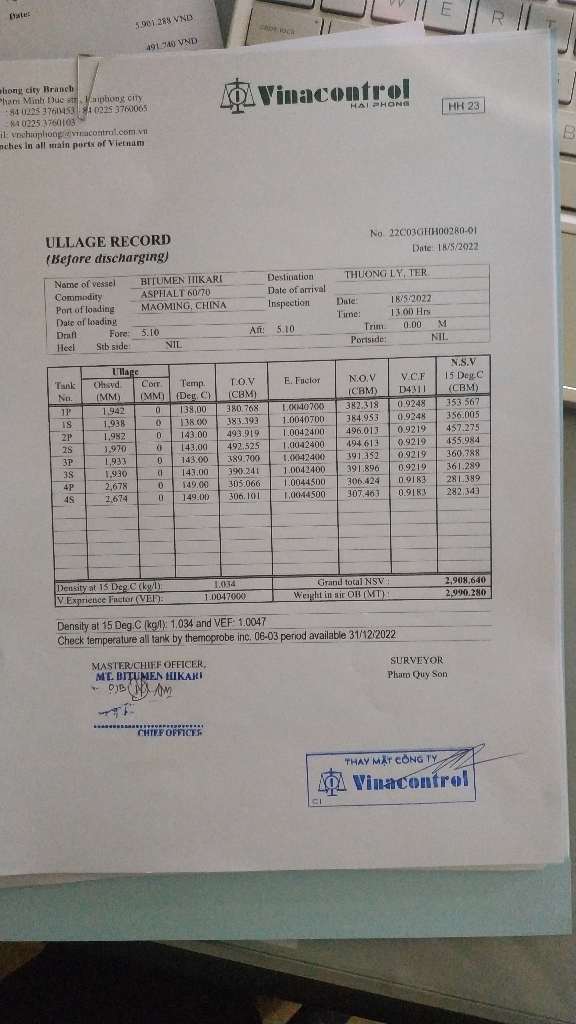 Date:
5.901.288 VND
491.740 VND
W E R
phong city Branch
Pham Minh Duc str., Haiphong city
: 84 0225 3760453 / 84 0225 3760065
: 84 0225 3760103
il: vnchaiphong@vinacontrol.com.vn
nches in all main ports of Vietnam
Vinacontrol
HAI PHONG
HH 23
No. 22C03GHH00280-01
Date: 18/5/2022
ULLAGE RECORD
(Before discharging)
Name of vessel BITUMEN HIKARI Destination THUONG LY, TER.
Commodity ASPHALT 60/70 Date of arrival
Port of loading MAOMING, CHINA Inspection Date: 18/5/2022
Date of loading Time: 13.00 Hrs
Draft Fore: 5.10 Aft: 5.10 Trim: 0.00 M
Heel Stb side: NIL Portside: NIL
Tank No. Ullage Obsvd. (MM) Corr. (MM) Temp. (Deg. C) T.O.V (CBM) E. Factor N.O.V (CBM) V.C.F D4311 N.S.V 15 Deg.C (CBM)
1P 1,942 0 138.00 380.768 1.0040700 382.318 0.9248 353.567
1S 1,938 0 138.00 383.393 1.0040700 384.953 0.9248 356.005
2P 1,982 0 143.00 493.919 1.0042400 496.013 0.9219 457.275
2S 1,970 0 143.00 492.525 1.0042400 494.613 0.9219 455.984
3P 1,933 0 143.00 389.700 1.0042400 391.352 0.9219 360.788
3S 1,930 0 143.00 390.241 1.0042400 391.896 0.9219 361.289
4P 2,678 0 149.00 305.066 1.0044500 306.424 0.9183 281.389
4S 2,674 0 149.00 306.101 1.0044500 307.463 0.9183 282.343
Density at 15 Deg.C (kg/l): 1.034 Grand total NSV : 2,908.640
V.Exprience Factor (VEF): 1.0047000 Weight in air OB (MT) : 2,990.280
Density at 15 Deg.C (kg/l): 1.034 and VEF: 1.0047
Check temperature all tank by themoprobe inc. 06-03 period available 31/12/2022
MASTER/CHIEF OFFICER,
MT. BITUMEN HIKARI
CHIEF OFFICER
SURVEYOR
Pham Quy Son
THAY MẶT CÔNG TY
Vinacontrol
C1